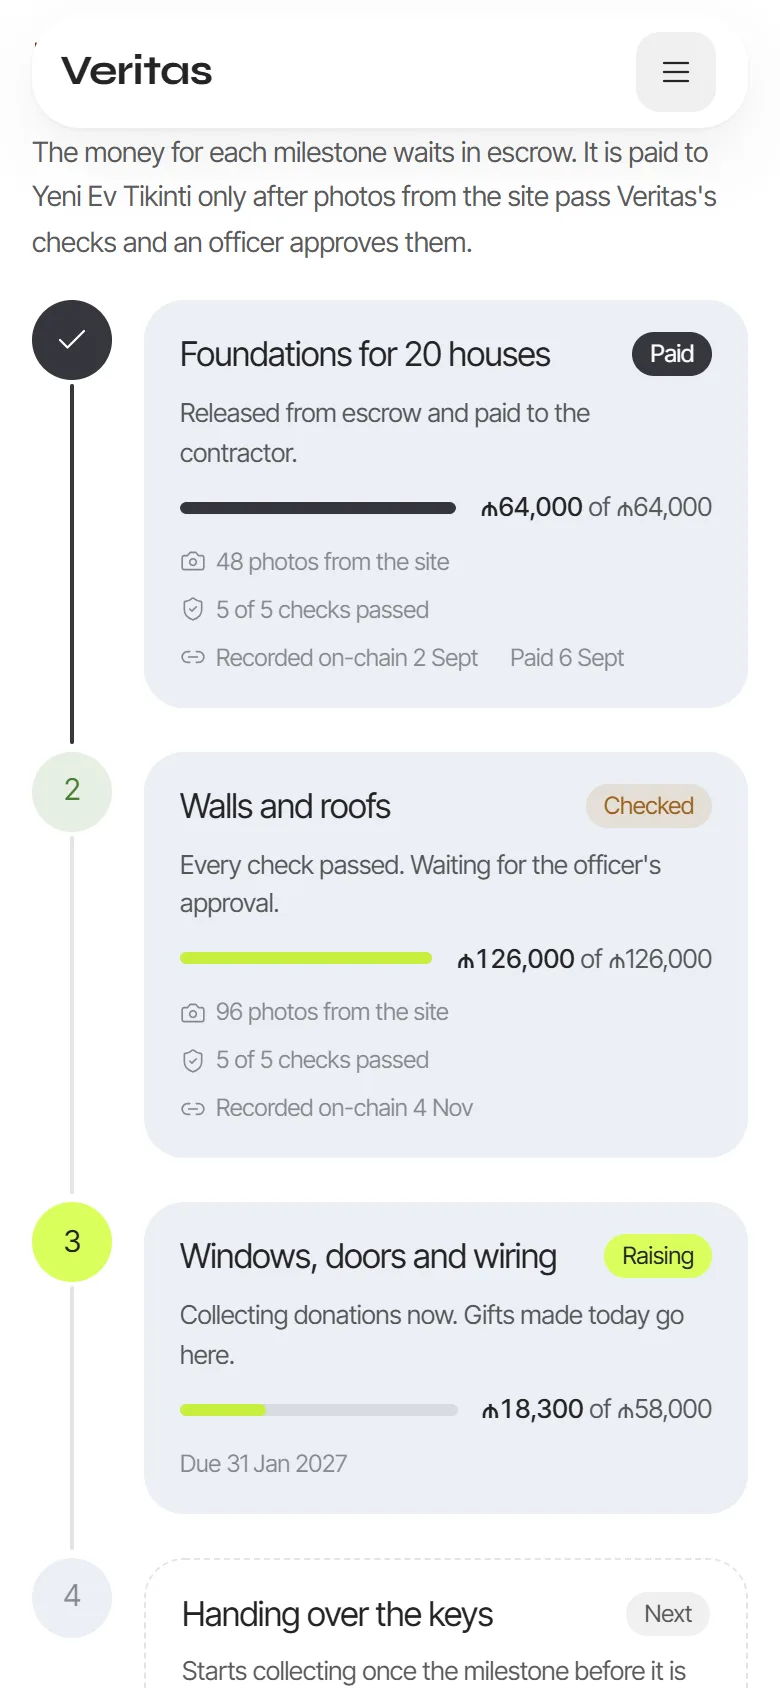 Veritas
The money for each milestone waits in escrow. It is paid to
Yeni Ev Tikinti only after photos from the site pass Veritas's
checks and an officer approves them.
Foundations for 20 houses
Paid
Released from escrow and paid to the
contractor.
₼64,000 of ₼64,000
48 photos from the site
5 of 5 checks passed
Recorded on-chain 2 Sept Paid 6 Sept
2
Walls and roofs
Checked
Every check passed. Waiting for the officer's
approval.
₼126,000 of ₼126,000
96 photos from the site
5 of 5 checks passed
Recorded on-chain 4 Nov
3
Windows, doors and wiring
Raising
Collecting donations now. Gifts made today go
here.
₼18,300 of ₼58,000
Due 31 Jan 2027
4
Handing over the keys
Next
Starts collecting once the milestone before it is